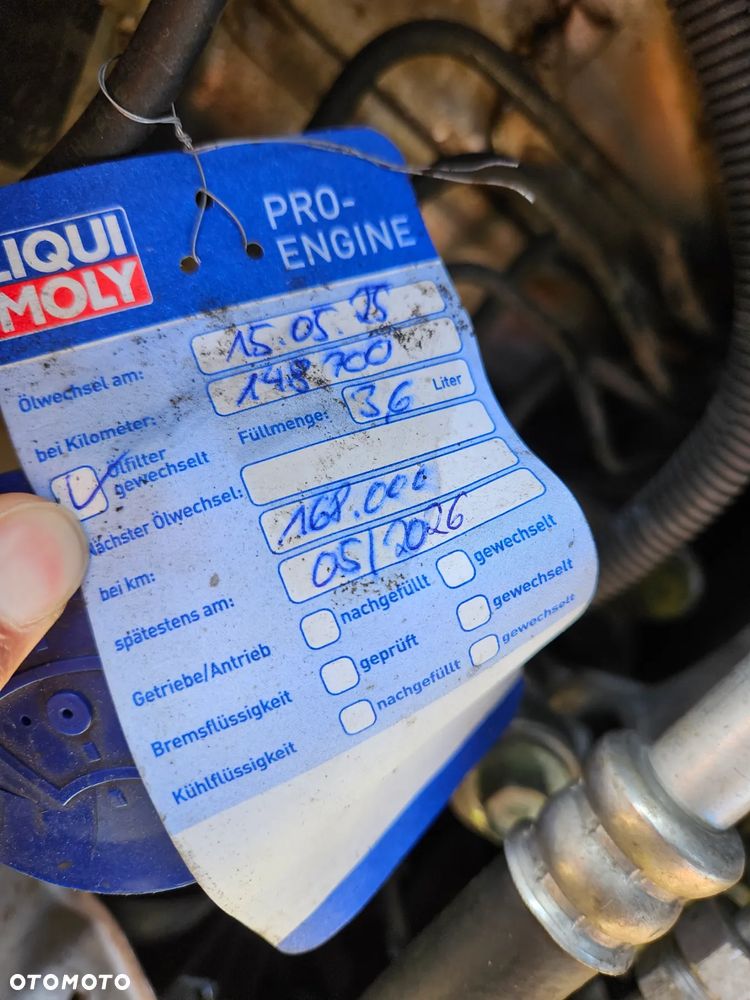 LIQUI
MOLY
PRO-
ENGINE
Ölwechsel am: 15.05.25
bei Kilometer: 148 700
Füllmenge: 3,6 Liter
Ölfilter
gewechselt
Nächster Ölwechsel:
bei km: 168.000
spätestens am: 05/2026
Getriebe/Antrieb nachgefüllt gewechselt
Bremsflüssigkeit geprüft gewechselt
Kühlflüssigkeit nachgefüllt gewechselt
OTOMOTO